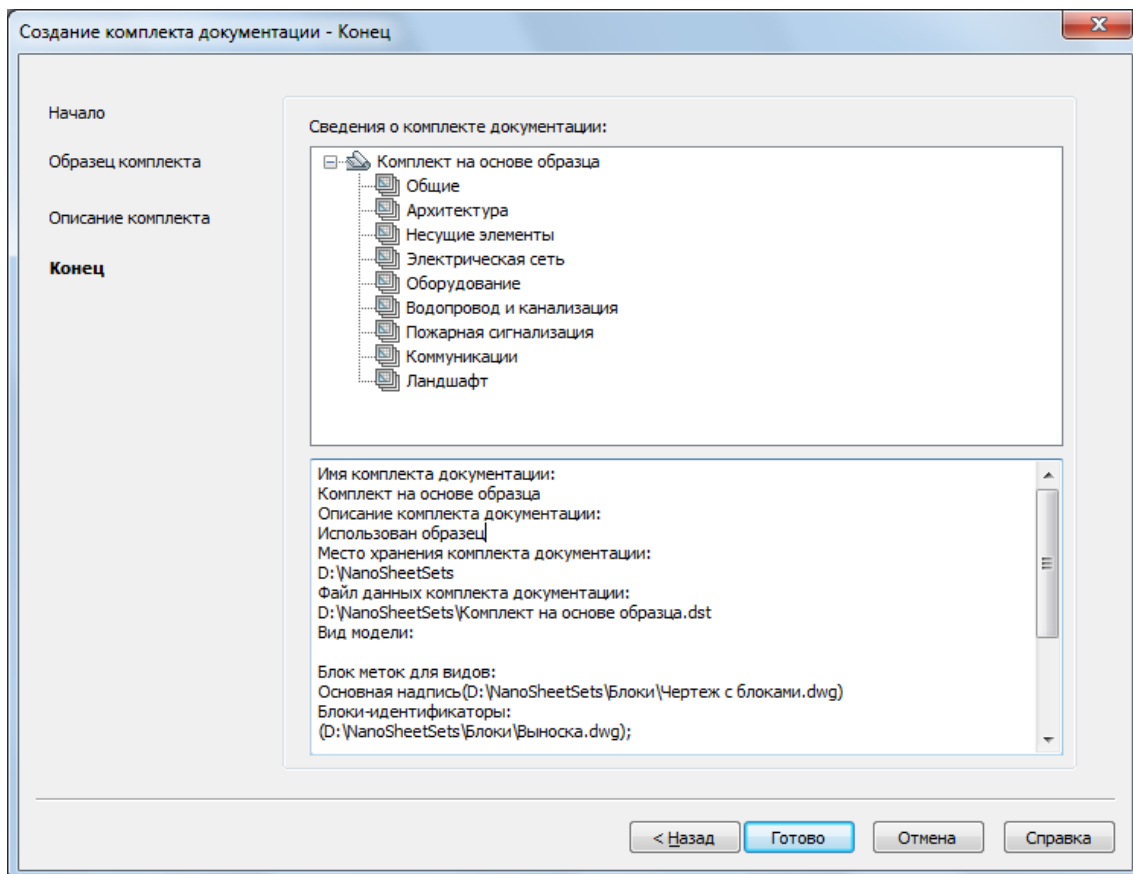 Создание комплекта документации - Конец
Начало
Образец комплекта
Описание комплекта
Конец
Сведения о комплекте документации:
Комплект на основе образца
Общие
Архитектура
Несущие элементы
Электрическая сеть
Оборудование
Водопровод и канализация
Пожарная сигнализация
Коммуникации
Ландшафт
Имя комплекта документации:
Комплект на основе образца
Описание комплекта документации:
Использован образец
Место хранения комплекта документации:
D:\NanoSheetSets
Файл данных комплекта документации:
D:\NanoSheetSets\Комплект на основе образца.dst
Вид модели:
Блок меток для видов:
Основная надпись(D:\NanoSheetSets\Блоки\Чертеж с блоками.dwg)
Блоки-идентификаторы:
(D:\NanoSheetSets\Блоки\Выноска.dwg);
< Назад
Готово
Отмена
Справка